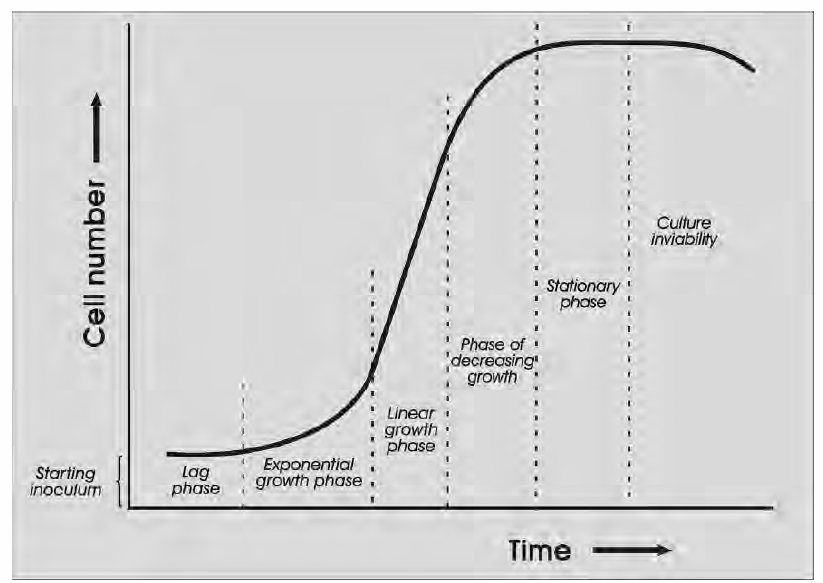 Cell number
Culture
inviability
Stationary
phase
Phase of
decreasing
growth
Linear
growth
phase
Exponential
growth phase
Lag
phase
Starting
inoculum
Time